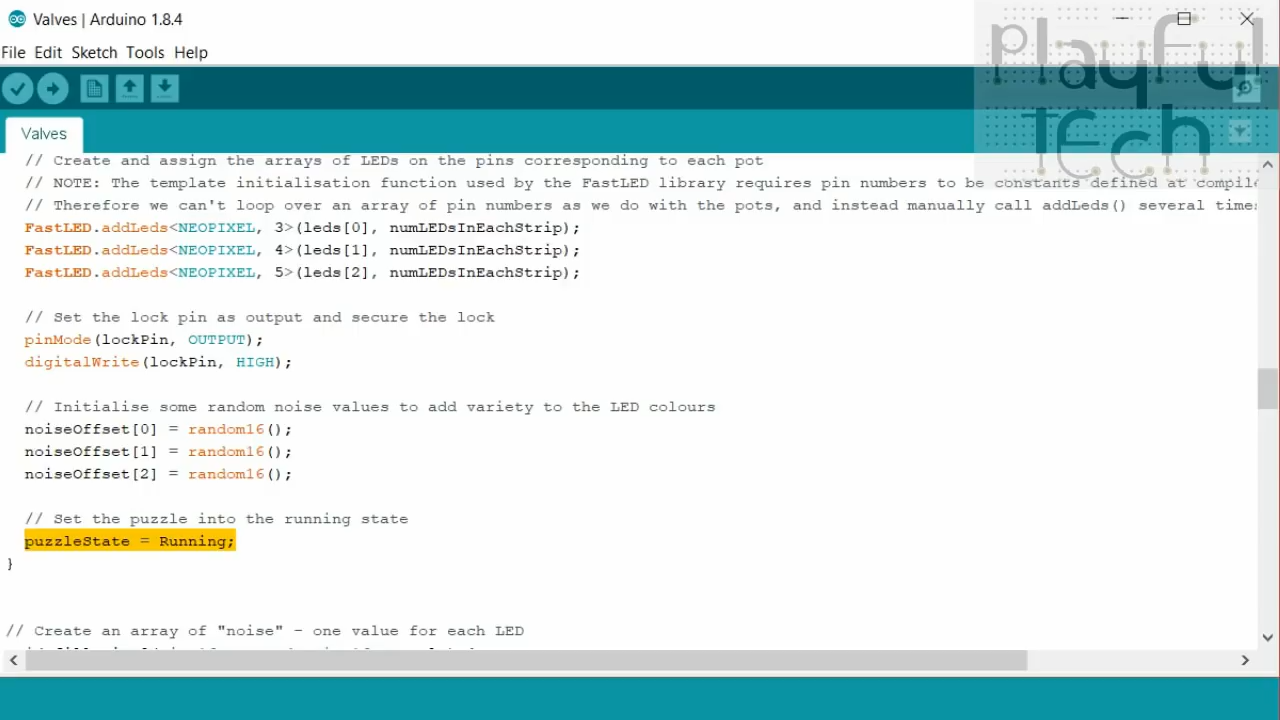 Valves | Arduino 1.8.4
File Edit Sketch Tools Help
playful
tech
Valves
// Create and assign the arrays of LEDs on the pins corresponding to each pot
// NOTE: The template initialisation function used by the FastLED library requires pin numbers to be constants defined at compile
// Therefore we can't loop over an array of pin numbers as we do with the pots, and instead manually call addLeds() several times
FastLED.addLeds<NEOPIXEL, 3>(leds[0], numLEDsInEachStrip);
FastLED.addLeds<NEOPIXEL, 4>(leds[1], numLEDsInEachStrip);
FastLED.addLeds<NEOPIXEL, 5>(leds[2], numLEDsInEachStrip);
// Set the lock pin as output and secure the lock
pinMode(lockPin, OUTPUT);
digitalWrite(lockPin, HIGH);
// Initialise some random noise values to add variety to the LED colours
noiseOffset[0] = random16();
noiseOffset[1] = random16();
noiseOffset[2] = random16();
// Set the puzzle into the running state
puzzleState = Running;
}
// Create an array of "noise" - one value for each LED